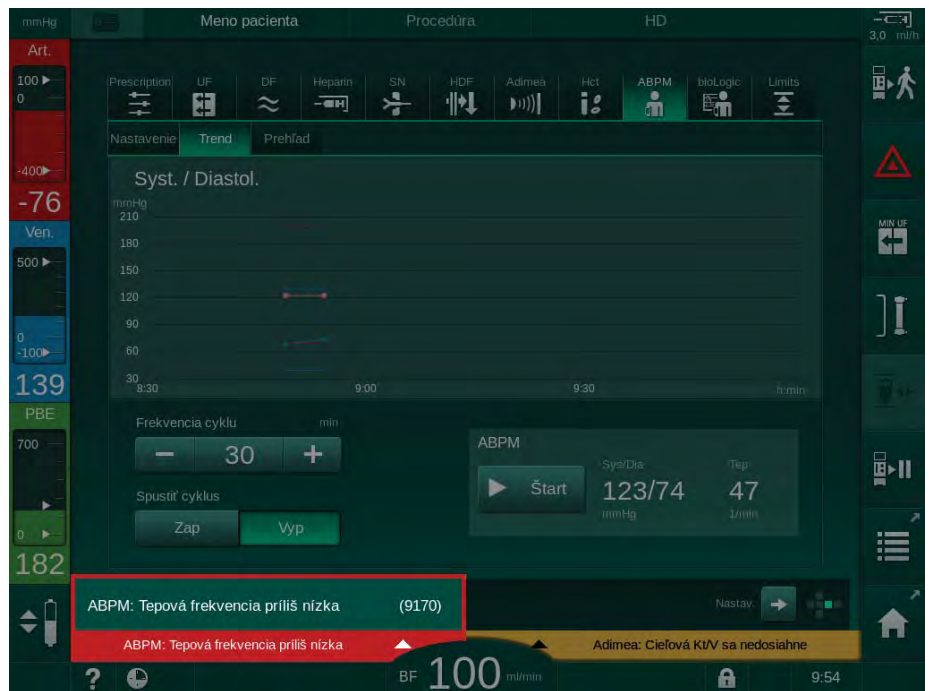 mmHg
Meno pacienta
Procedúra
HD
3,0 ml/h
Art.
100
0
-400
-76
Ven.
500
0
-100
139
PBE
700
0
182
Prescription
UF
DF
Heparin
SN
HDF
Adimea
Hct
ABPM
bioLogic
Limits
Nastavenie
Trend
Prehľad
Syst. / Diastol.
mmHg
210
180
150
120
90
60
30
8:30
9:00
9:30
h:min
Frekvencia cyklu
min
30
Spustiť cyklus
Zap
Vyp
ABPM
Štart
Sys/Dia
123/74
mmHg
Tep
47
1/min
MIN UF
ABPM: Tepová frekvencia príliš nízka (9170)
Nastav.
ABPM: Tepová frekvencia príliš nízka
Adimea: Cieľová Kt/V sa nedosiahne
?
BF 100 ml/min
9:54